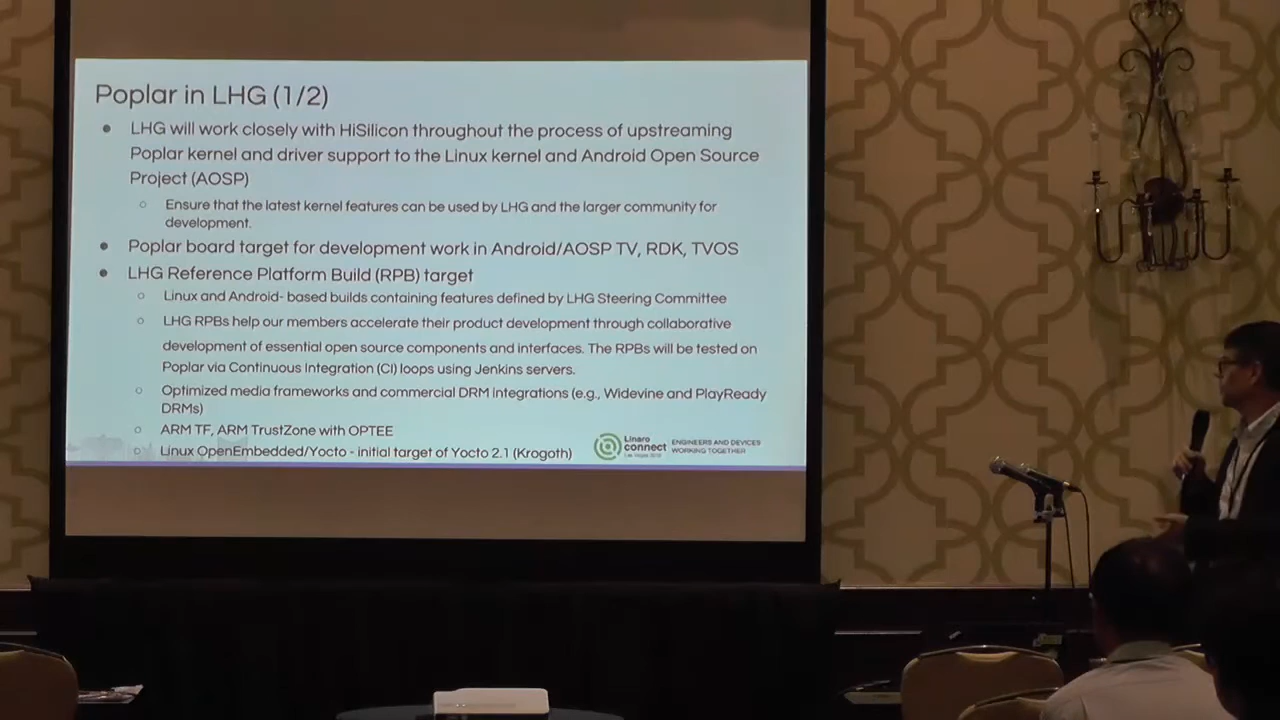 Poplar in LHG (1/2)
● LHG will work closely with HiSilicon throughout the process of upstreaming
Poplar kernel and driver support to the Linux kernel and Android Open Source
Project (AOSP)
○ Ensure that the latest kernel features can be used by LHG and the larger community for
development.
● Poplar board target for development work in Android/AOSP TV, RDK, TVOS
● LHG Reference Platform Build (RPB) target
○ Linux and Android- based builds containing features defined by LHG Steering Committee
○ LHG RPBs help our members accelerate their product development through collaborative
development of essential open source components and interfaces. The RPBs will be tested on
Poplar via Continuous Integration (CI) loops using Jenkins servers.
○ Optimized media frameworks and commercial DRM integrations (e.g., Widevine and PlayReady
DRMs)
○ ARM TF, ARM TrustZone with OPTEE
○ Linux OpenEmbedded/Yocto - initial target of Yocto 2.1 (Krogoth)
Linaro
connect
ENGINEERS AND DEVICES
WORKING TOGETHER